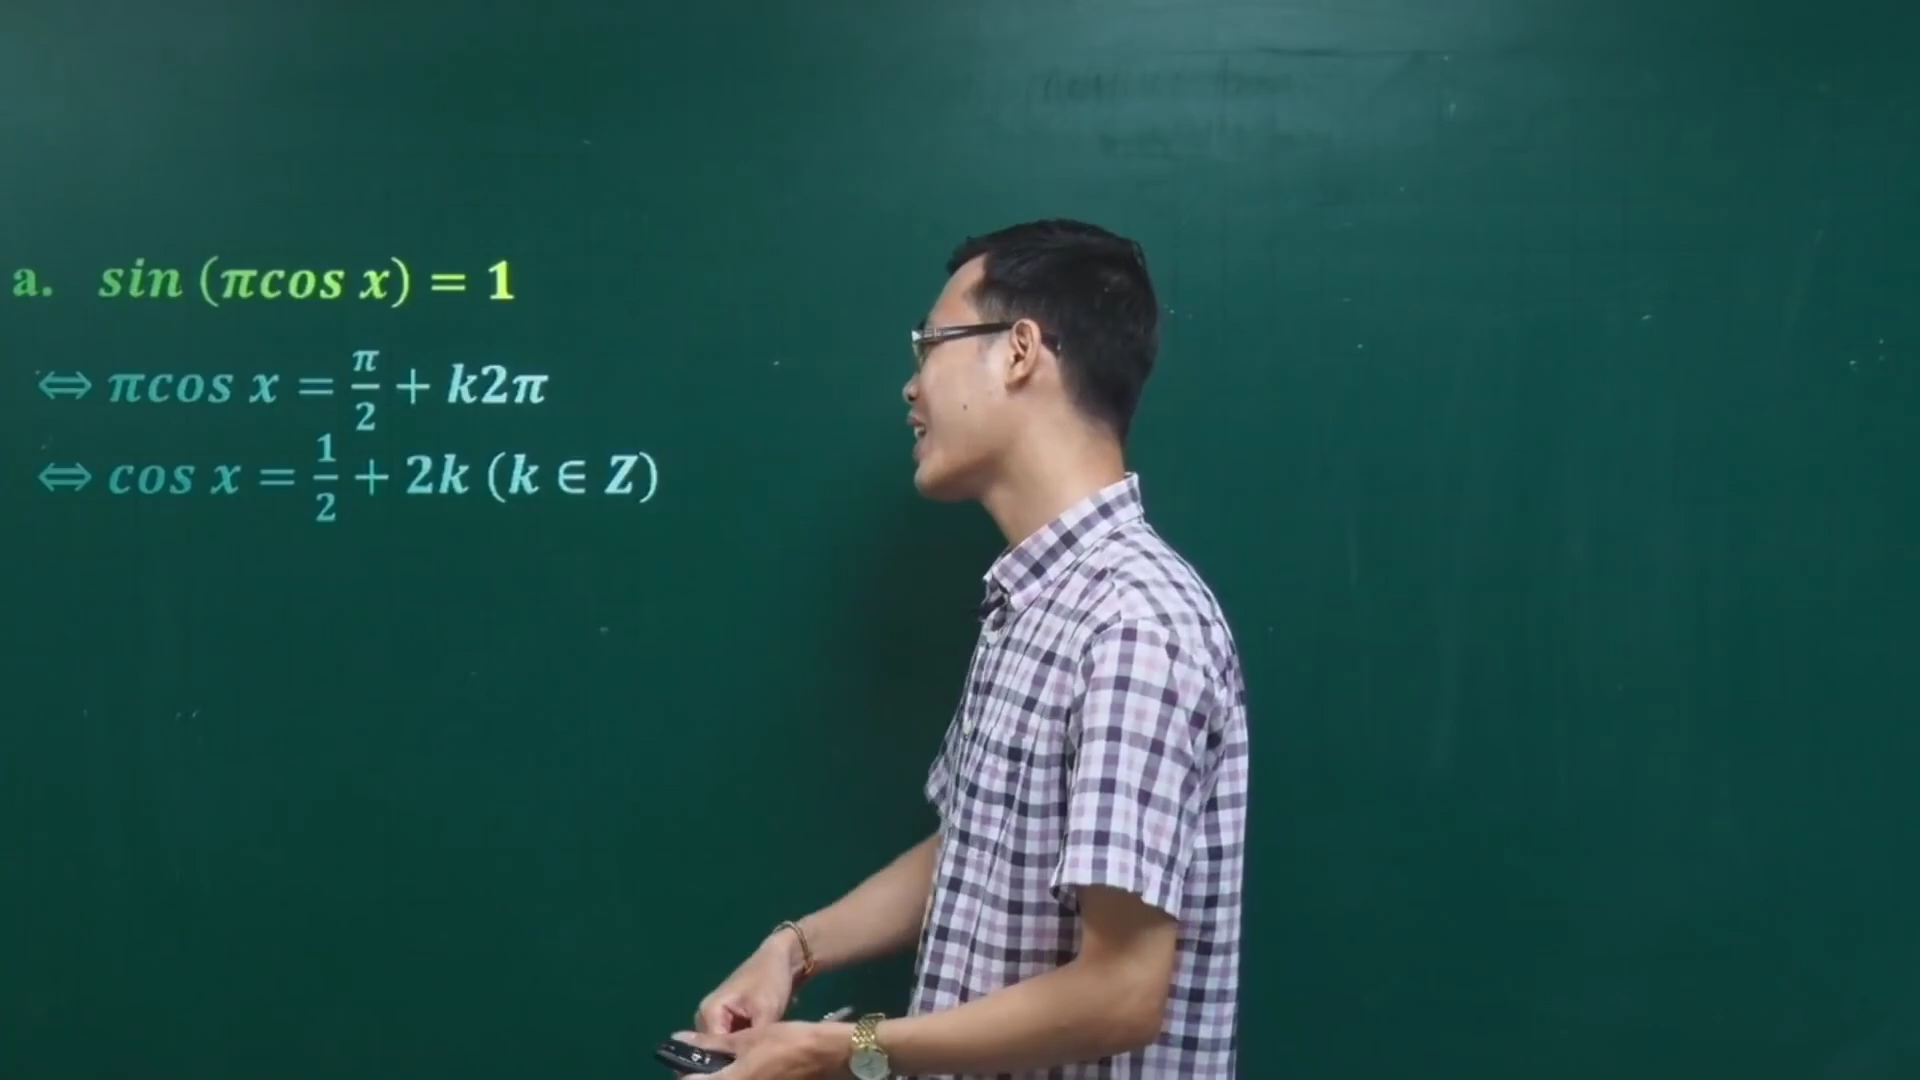 a. sin (πcos x) = 1
⇔ πcos x = π/2 + k2π
⇔ cos x = 1/2 + 2k (k ∈ Z)